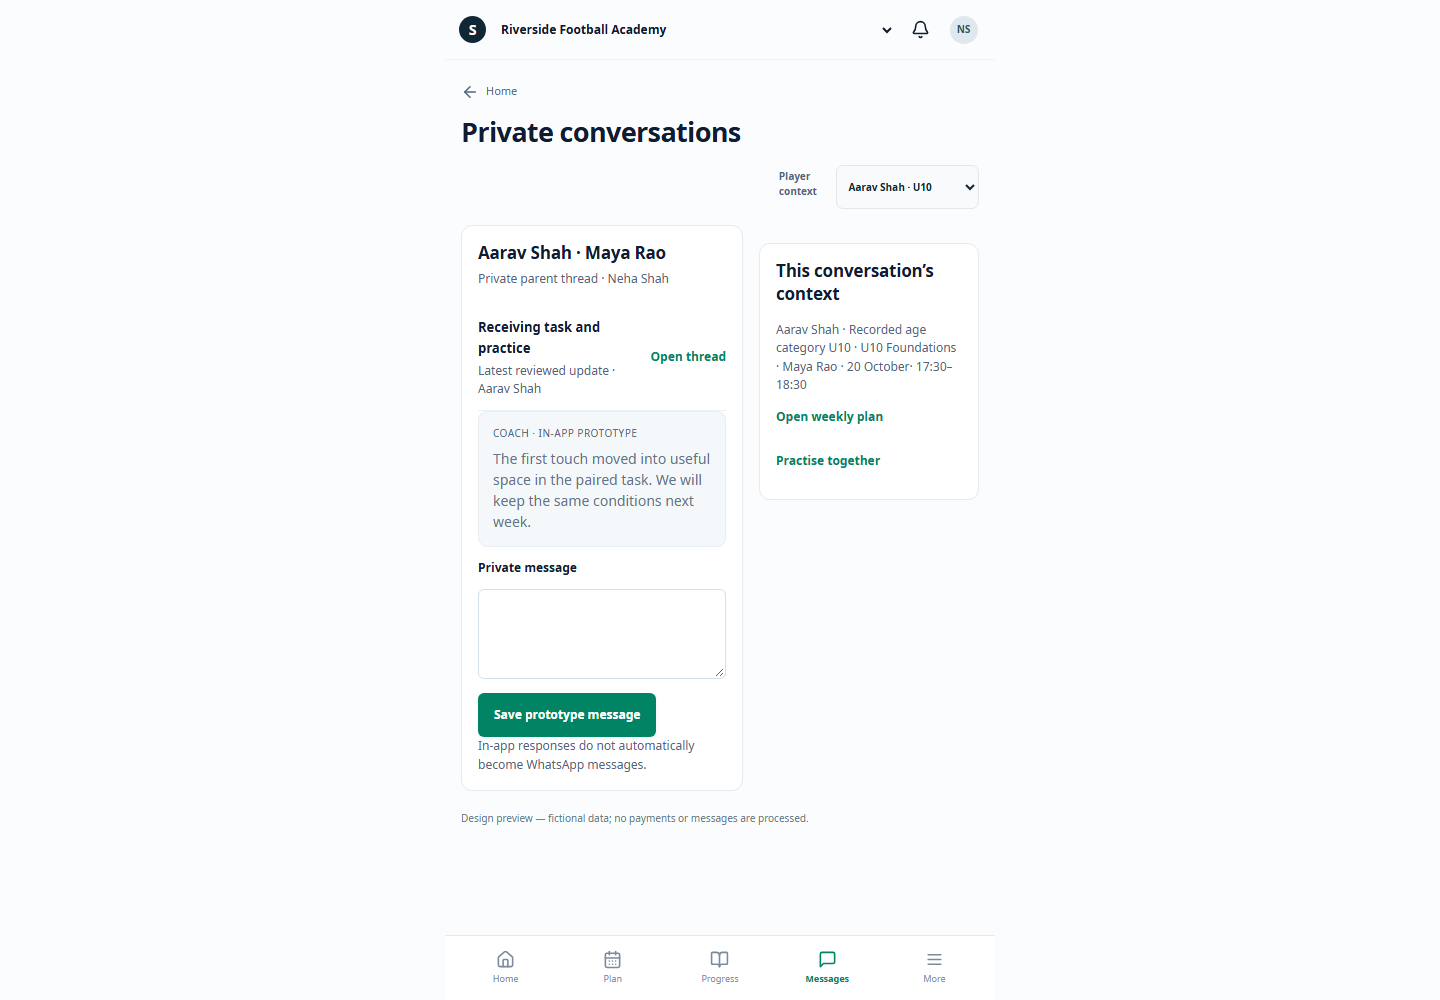 S
Riverside Football Academy
NS
Home
Private conversations
Player
context
Aarav Shah · U10
Aarav Shah · Maya Rao
Private parent thread · Neha Shah
Receiving task and
practice
Latest reviewed update ·
Aarav Shah
Open thread
COACH · IN-APP PROTOTYPE
The first touch moved into useful
space in the paired task. We will
keep the same conditions next
week.
Private message
Save prototype message
In-app responses do not automatically
become WhatsApp messages.
This conversation’s
context
Aarav Shah · Recorded age
category U10 · U10 Foundations
· Maya Rao · 20 October· 17:30–
18:30
Open weekly plan
Practise together
Design preview — fictional data; no payments or messages are processed.
Home
Plan
Progress
Messages
More